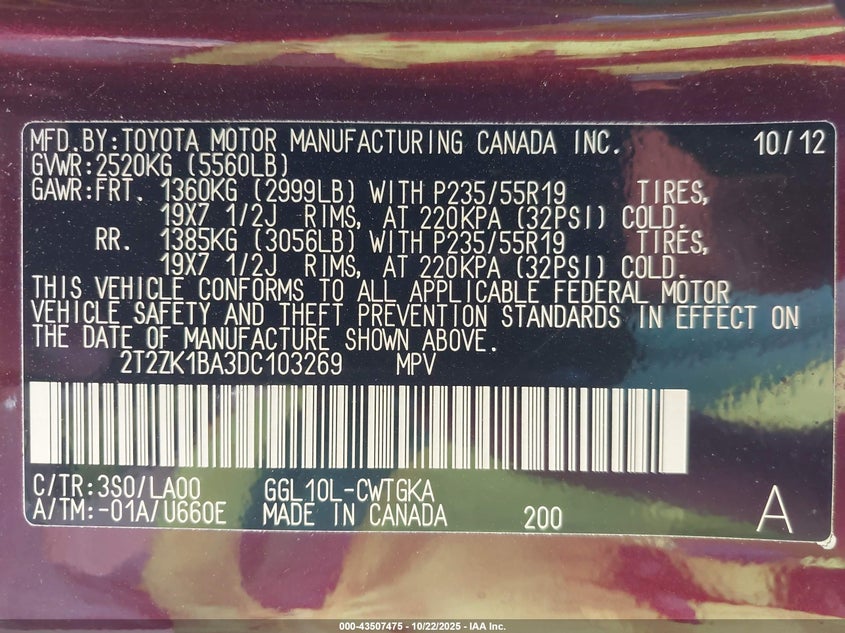 MFD.BY:TOYOTA MOTOR MANUFACTURING CANADA INC. 10/12
GVWR:2520KG (5560LB)
GAWR:FRT. 1360KG (2999LB) WITH P235/55R19 TIRES,
19X7 1/2J RIMS, AT 220KPA (32PSI) COLD.
RR. 1385KG (3056LB) WITH P235/55R19 TIRES,
19X7 1/2J RIMS, AT 220KPA (32PSI) COLD.
THIS VEHICLE CONFORMS TO ALL APPLICABLE FEDERAL MOTOR
VEHICLE SAFETY AND THEFT PREVENTION STANDARDS IN EFFECT ON
THE DATE OF MANUFACTURE SHOWN ABOVE.
2T2ZK1BA3DC103269 MPV
C/TR:3S0/LA00 GGL10L-CWTGKA
A/TM:-01A/U660E MADE IN CANADA 200 A
000-43507475 - 10/22/2025 - IAA Inc.